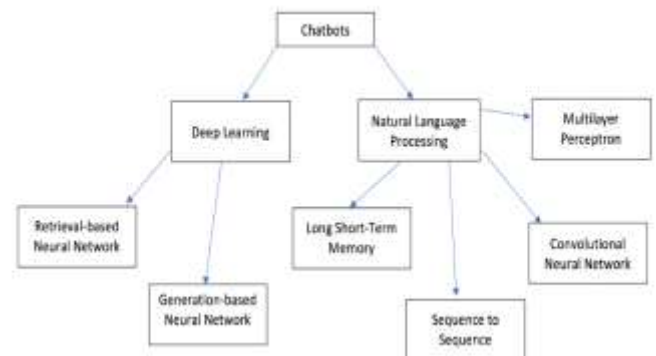 Chatbots
Deep Learning
Natural Language
Processing
Multilayer
Perceptron
Retrieval-based
Neural Network
Long Short-Term
Memory
Convolutional
Neural Network
Generation-based
Neural Network
Sequence to
Sequence